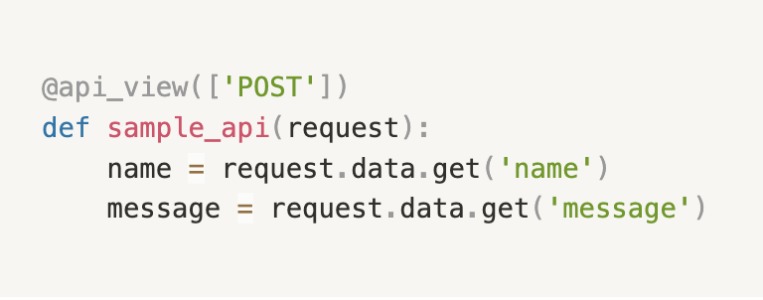 @api_view(['POST'])
def sample_api(request):
    name = request.data.get('name')
    message = request.data.get('message')